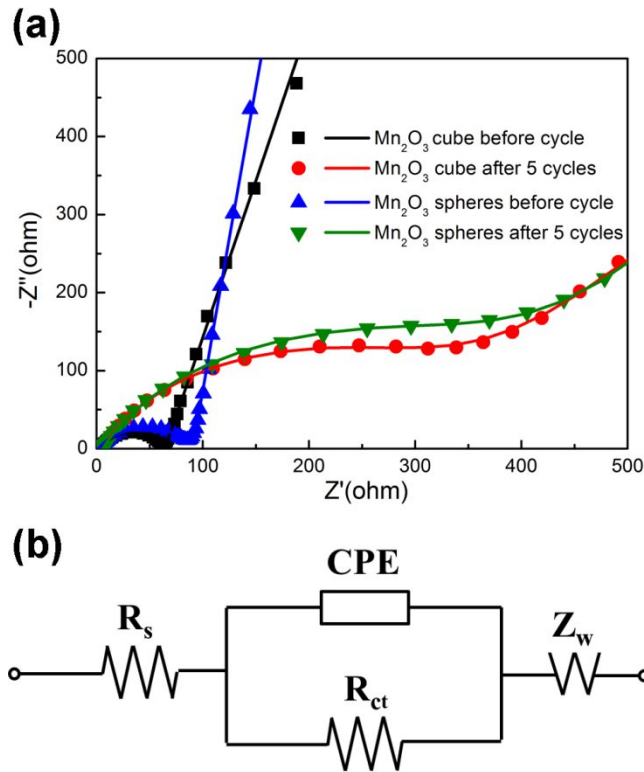 (a)
500
400
300
200
100
0
0
100
200
300
400
500
-Z"(ohm)
Z'(ohm)
Mn2O3 cube before cycle
Mn2O3 cube after 5 cycles
Mn2O3 spheres before cycle
Mn2O3 spheres after 5 cycles
(b)
CPE
Rs
Zw
Rct